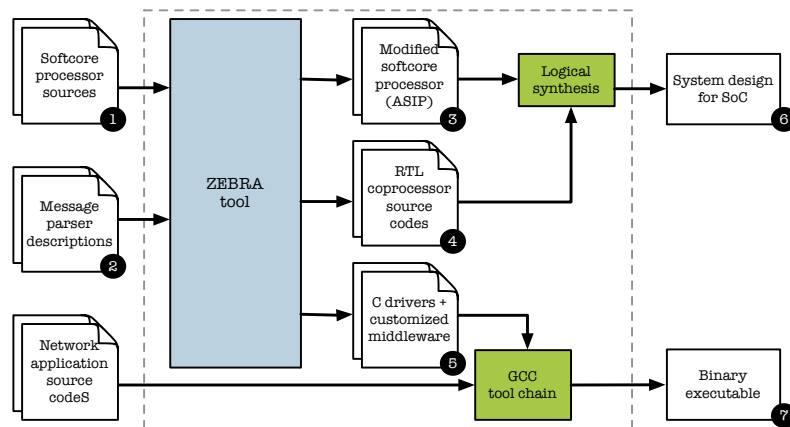 Softcore
processor
sources
1
Message
parser
descriptions
2
Network
application
source
codeS
ZEBRA
tool
Modified
softcore
processor
(ASIP)
3
RTL
coprocessor
source
codes
4
C drivers +
customized
middleware
5
Logical
synthesis
GCC
tool chain
System design
for SoC
6
Binary
executable
7